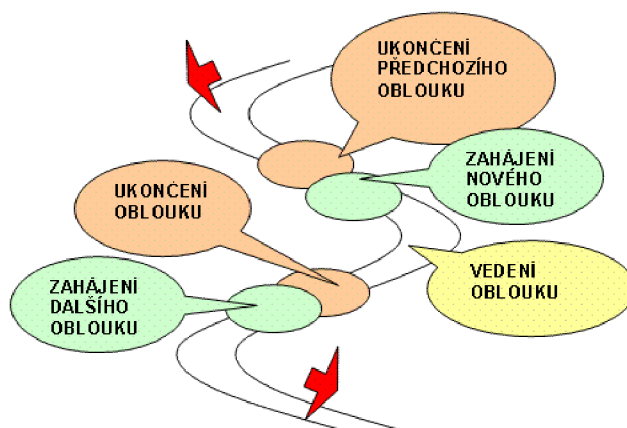 UKONČENÍ
PŘEDCHOZÍHO
OBLOUKU
ZAHÁJENÍ
NOVÉHO
OBLOUKU
UKONČENÍ
OBLOUKU
VEDENÍ
OBLOUKU
ZAHÁJENÍ
DALŠÍHO
OBLOUKU